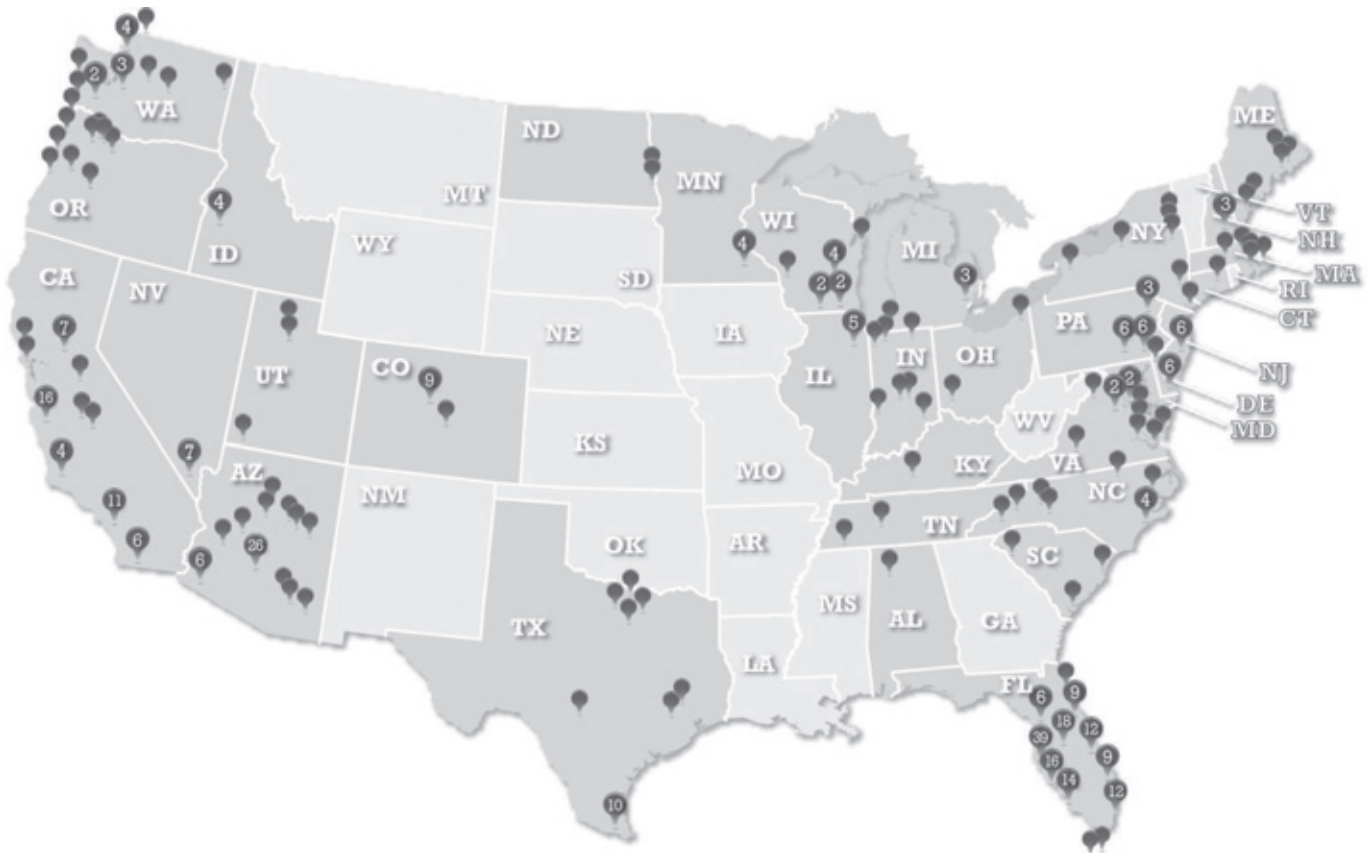 4
3
2
WA
ND
ME
MT
MN
4
OR
WI
3
VT
NY
NH
ID
WY
4
4
MI
CA
NV
SD
2
2
3
MA
RI
3
CT
7
NE
IA
5
PA
6
6
6
UT
CO
9
IL
IN
OH
6
NJ
16
2
2
DE
KS
WV
MD
4
7
AZ
MO
KY
VA
11
NM
NC
4
6
6
26
OK
AR
TN
SC
TX
MS
AL
GA
LA
FL
6
9
18
12
39
9
16
14
12
10